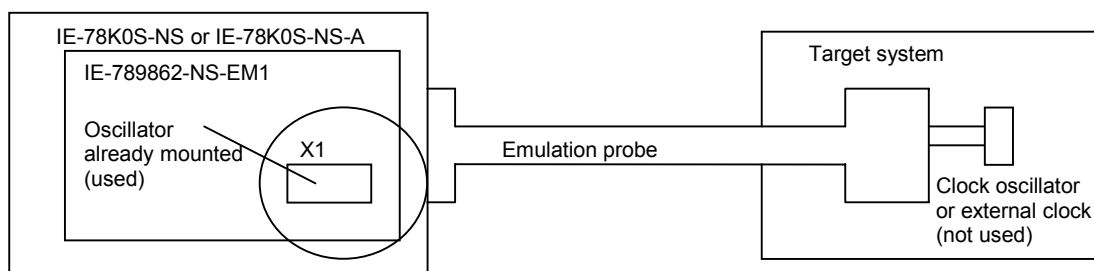 IE-78K0S-NS or IE-78K0S-NS-A
IE-789862-NS-EM1
Oscillator
already mounted
(used)
X1
Emulation probe
Target system
Clock oscillator
or external clock
(not used)